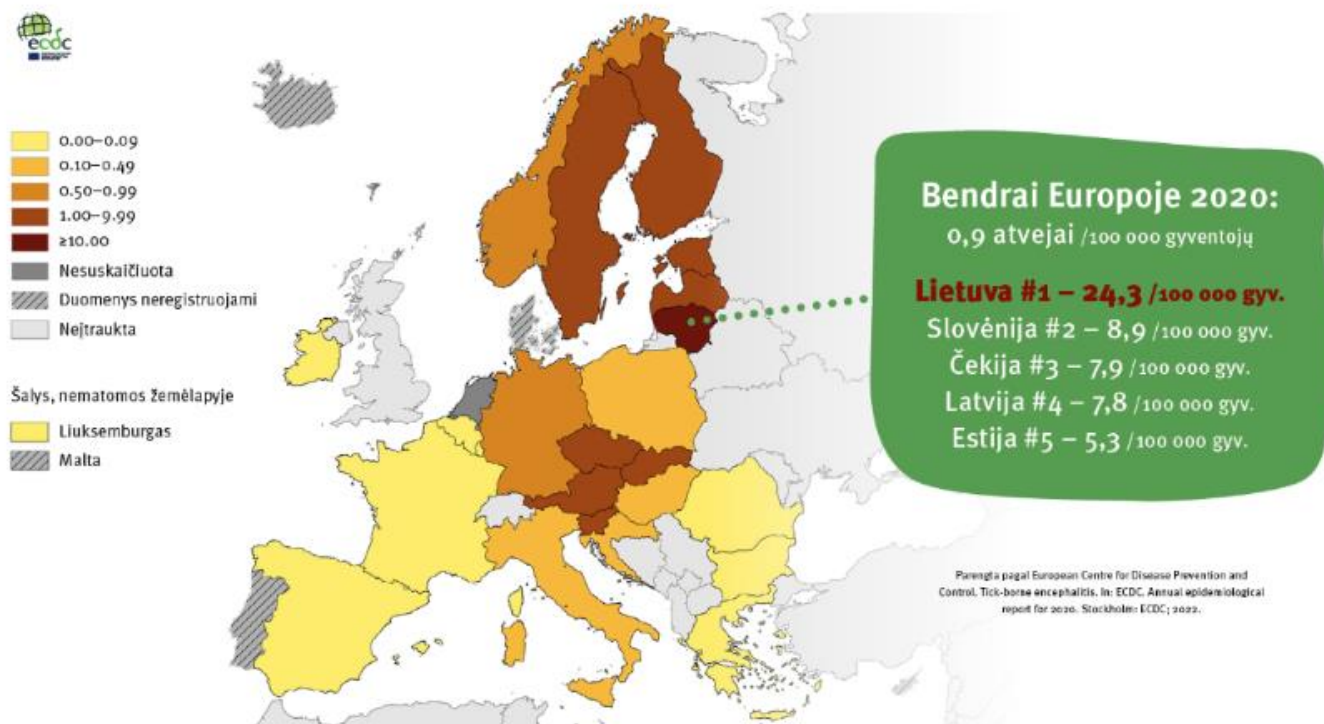 ecdc
0.00–0.09
0.10–0.49
0.50–0.99
1.00–9.99
≥10.00
Nesuskaičiuota
Duomenys neregistruojami
Neįtraukta
Šalys, nematomos žemėlapyje
Liuksemburgas
Malta
Bendrai Europoje 2020:
0,9 atvejai /100 000 gyventojų
Lietuva #1 – 24,3 /100 000 gyv.
Slovėnija #2 – 8,9 /100 000 gyv.
Čekija #3 – 7,9 /100 000 gyv.
Latvija #4 – 7,8 /100 000 gyv.
Estija #5 – 5,3 /100 000 gyv.
Parengta pagal European Centre for Disease Prevention and
Control. Tick-borne encephalitis. In: ECDC. Annual epidemiological
report for 2020. Stockholm: ECDC; 2022.